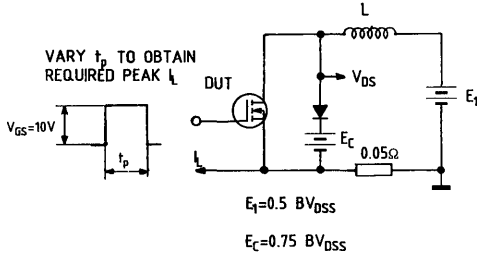 L
VARY tp TO OBTAIN
REQUIRED PEAK IL
DUT
VDS
E1
VGS=10V
EC
tp
IL
0.05Ω
E1=0.5 BVDSS
EC=0.75 BVDSS